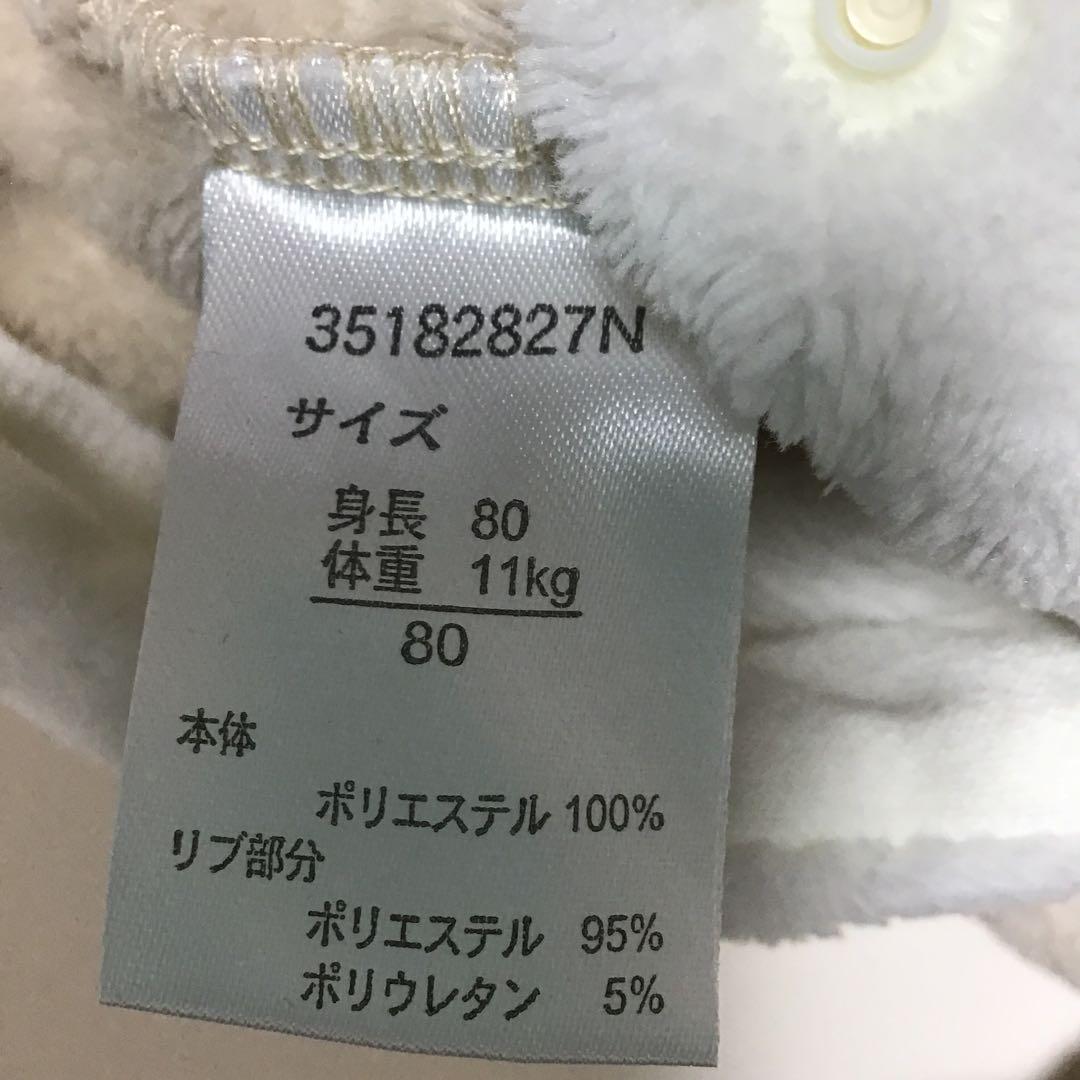 35182827N
サイズ
身長 80
体重 11kg
80
本体
ポリエステル 100%
リブ部分
ポリエステル 95%
ポリウレタン 5%